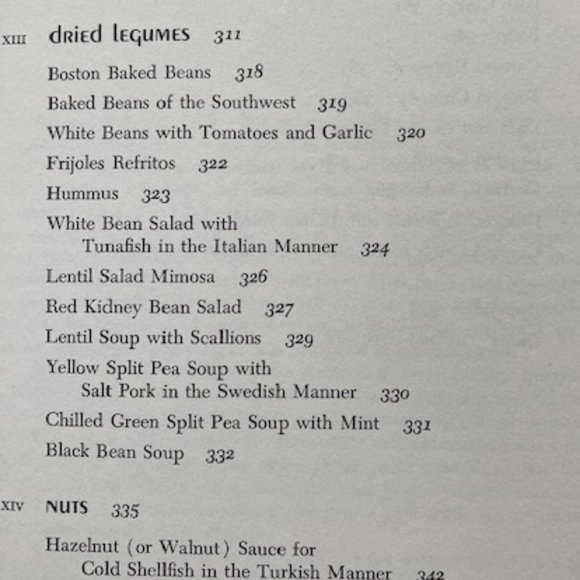 XIII dried legumes 311
Boston Baked Beans 318
Baked Beans of the Southwest 319
White Beans with Tomatoes and Garlic 320
Frijoles Refritos 322
Hummus 323
White Bean Salad with
Tunafish in the Italian Manner 324
Lentil Salad Mimosa 326
Red Kidney Bean Salad 327
Lentil Soup with Scallions 329
Yellow Split Pea Soup with
Salt Pork in the Swedish Manner 330
Chilled Green Split Pea Soup with Mint 331
Black Bean Soup 332
XIV NUTS 335
Hazelnut (or Walnut) Sauce for
Cold Shellfish in the Turkish Manner 342